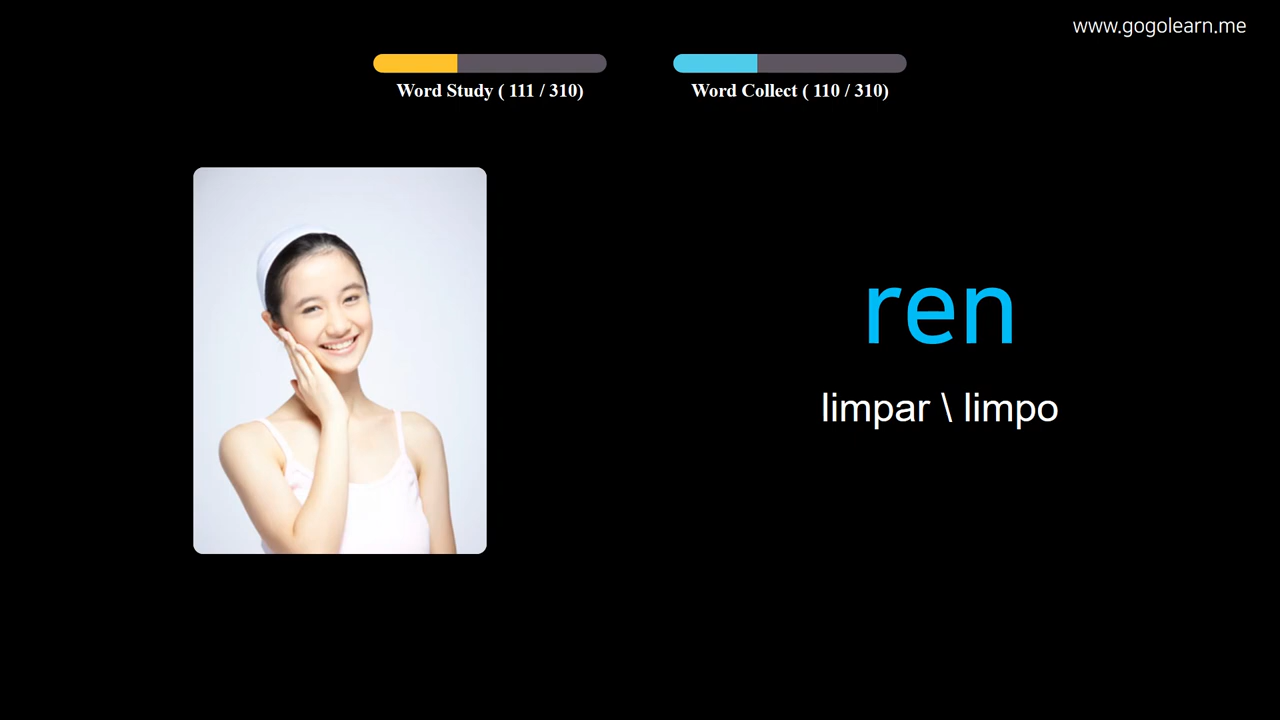 www.gogolearn.me
Word Study ( 111 / 310)
Word Collect ( 110 / 310)
ren
limpar \ limpo